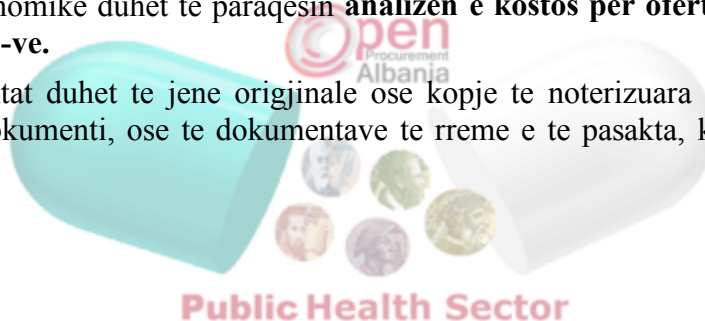 nomike duhet te paraqesin analizen e kostos per ofert
-ve.
Open
Procurement
Albania
tat duhet te jene origjinale ose kopje te noterizuara
okumenti, ose te dokumentave te rreme e te pasakta, k
Public Health Sector